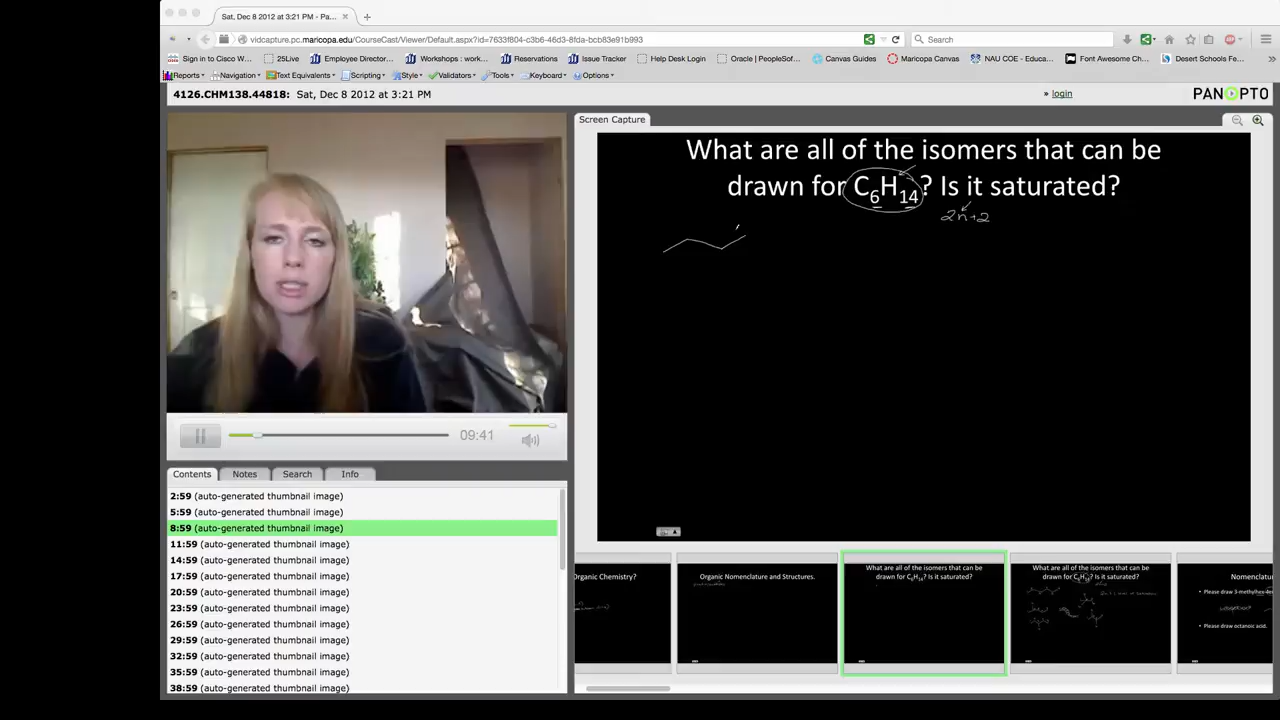 Sat, Dec 8 2012 at 3:21 PM - Pa...
vidcapture.pc.maricopa.edu/CourseCast/Viewer/Default.aspx?id=7633f804-c3b6-46d3-8fda-bcb83e91b993
Search
Sign in to Cisco W... 25Live Employee Director... Workshops : work... Reservations Issue Tracker Help Desk Login Oracle | PeopleSof... Canvas Guides Maricopa Canvas NAU COE - Educa... Font Awesome Ch... Desert Schools Fe...
Reports Navigation Text Equivalents Scripting Style Validators Tools Keyboard Options
4126.CHM138.44818: Sat, Dec 8 2012 at 3:21 PM
» login
PANOPTO
Screen Capture
What are all of the isomers that can be
drawn for C6H14? Is it saturated?
2n+2
09:41
Contents Notes Search Info
2:59 (auto-generated thumbnail image)
5:59 (auto-generated thumbnail image)
8:59 (auto-generated thumbnail image)
11:59 (auto-generated thumbnail image)
14:59 (auto-generated thumbnail image)
17:59 (auto-generated thumbnail image)
20:59 (auto-generated thumbnail image)
23:59 (auto-generated thumbnail image)
26:59 (auto-generated thumbnail image)
29:59 (auto-generated thumbnail image)
32:59 (auto-generated thumbnail image)
35:59 (auto-generated thumbnail image)
38:59 (auto-generated thumbnail image)
Organic Chemistry?
Organic Nomenclature and Structures.
What are all of the isomers that can be
drawn for C6H14? Is it saturated?
What are all of the isomers that can be
drawn for C6H14? Is it saturated?
Nomenclatu
• Please draw 3-methyl-hex-4e
• Please draw octanoic acid.